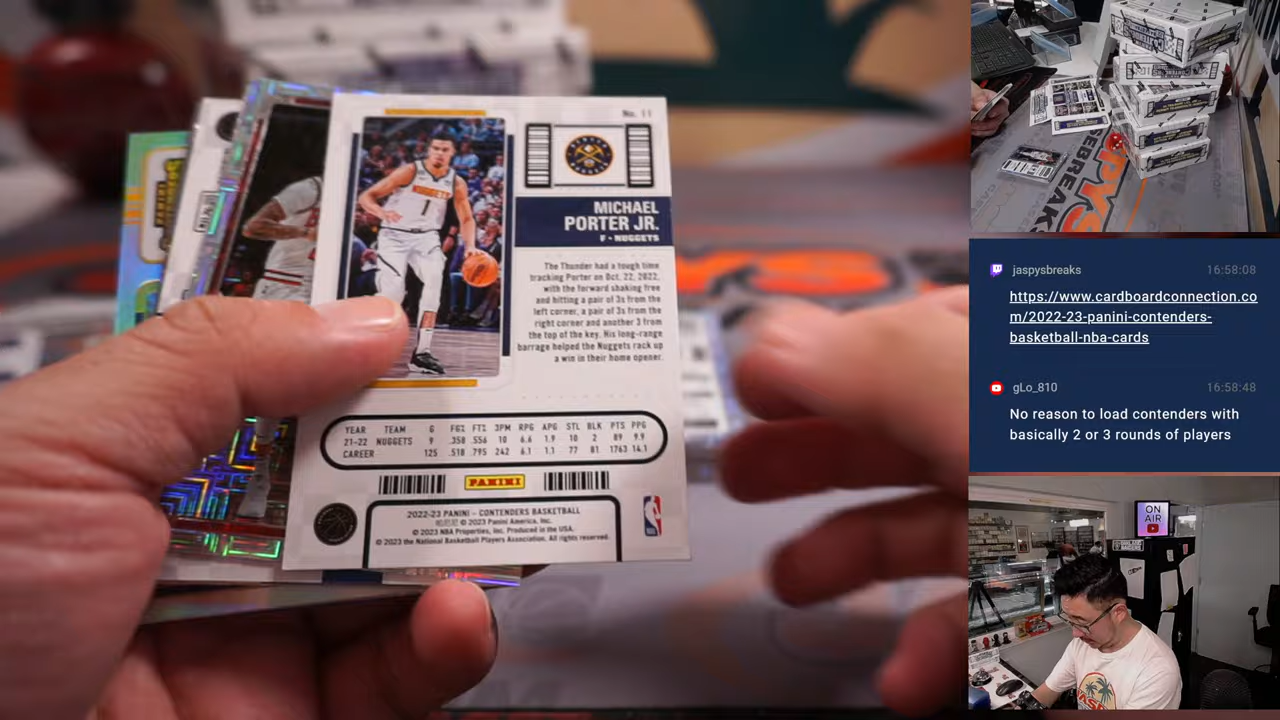 No. 11
MICHAEL
PORTER JR.
F - NUGGETS
The Thunder had a tough time
tracking Porter on Oct. 22, 2022,
with the forward shaking free
and hitting a pair of 3s from the
left corner, a pair of 3s from the
right corner and another 3 from
the top of the key. His long-range
barrage helped the Nuggets rack up
a win in their home opener.
YEAR TEAM G FG% FT% 3PM RPG APG STL BLK PTS PPG
21-22 NUGGETS 9 .358 .556 10 6.6 1.9 10 2 89 9.9
CAREER 125 .518 .795 242 6.1 1.1 77 81 1763 14.1
PANINI
2022-23 PANINI - CONTENDERS BASKETBALL
© 2023 Panini America, Inc.
© 2023 NBA Properties, Inc. Produced in the USA.
© 2023 the National Basketball Players Association. All rights reserved.
NUGGETS
1
jaspysbreaks 16:58:08
https://www.cardboardconnection.co
m/2022-23-panini-contenders-
basketball-nba-cards
gLo_810 16:58:48
No reason to load contenders with
basically 2 or 3 rounds of players
ON
AIR